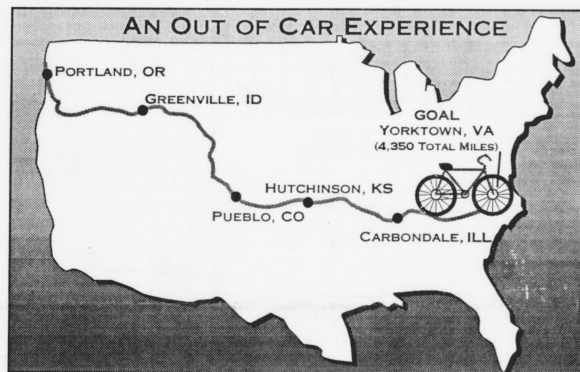 AN OUT OF CAR EXPERIENCE
PORTLAND, OR
GREENVILLE, ID
GOAL
YORKTOWN, VA
(4,350 TOTAL MILES)
HUTCHINSON, KS
PUEBLO, CO
CARBONDALE, ILL